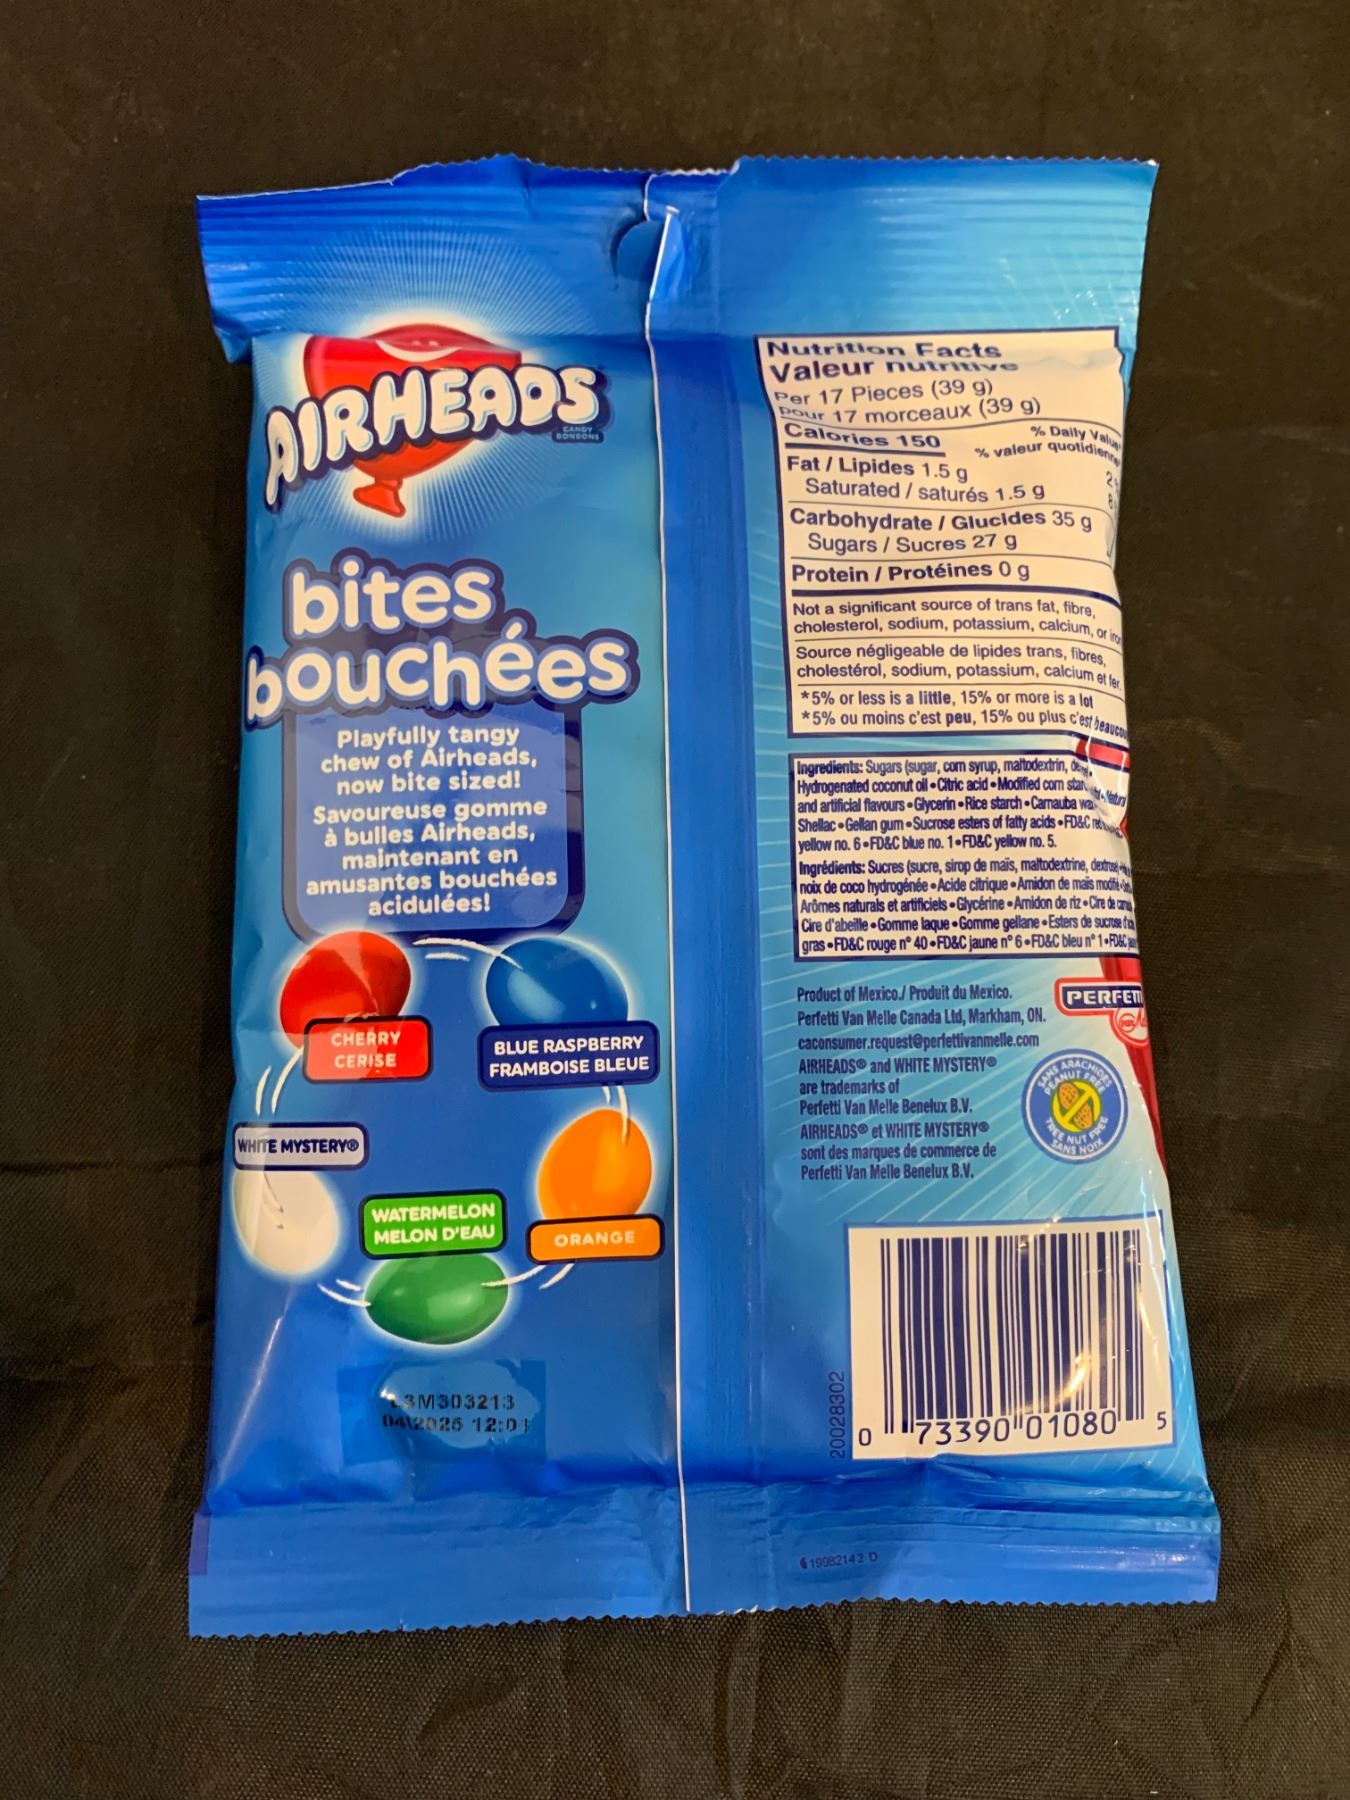 AIRHEADS
CANDY
BONBONS
bites
bouchées
Playfully tangy
chew of Airheads,
now bite sized!
Savoureuse gomme
à bulles Airheads,
maintenant en
amusantes bouchées
acidulées!
CHERRY
CERISE
BLUE RASPBERRY
FRAMBOISE BLEUE
WHITE MYSTERY®
WATERMELON
MELON D'EAU
ORANGE
L3M303213
04\2025 12:01
Nutrition Facts
Valeur nutritive
Per 17 Pieces (39 g)
pour 17 morceaux (39 g)
Calories 150
% Daily Value*
% valeur quotidienne
Fat / Lipides 1.5 g
Saturated / saturés 1.5 g
Carbohydrate / Glucides 35 g
Sugars / Sucres 27 g
Protein / Protéines 0 g
Not a significant source of trans fat, fibre,
cholesterol, sodium, potassium, calcium, or iron
Source négligeable de lipides trans, fibres,
cholestérol, sodium, potassium, calcium et fer.
*5% or less is a little, 15% or more is a lot
*5% ou moins c'est peu, 15% ou plus c'est beaucou
Ingredients: Sugars (sugar, corn syrup, maltodextrin,
Hydrogenated coconut oil • Citric acid • Modified corn
and artificial flavours • Glycerin • Rice starch • Carnauba wax
Shellac • Gellan gum • Sucrose esters of fatty acids • FD&C
yellow no. 6 • FD&C blue no. 1 • FD&C yellow no. 5.
Ingrédients: Sucres (sucre, sirop de maïs, maltodextrine, dextrose)
noix de coco hydrogénée • Acide citrique • Amidon de maïs modifié •
Arômes naturals et artificiels • Glycérine • Amidon de riz • Cire de
Cire d'abeille • Gomme laque • Gomme gellane • Esters de sucrose
gras • FD&C rouge n° 40 • FD&C jaune n° 6 • FD&C bleu n° 1 • FD&C
Product of Mexico./ Produit du Mexico.
Perfetti Van Melle Canada Ltd, Markham, ON.
caconsumer.request@perfettivanmelle.com
AIRHEADS® and WHITE MYSTERY®
are trademarks of
Perfetti Van Melle Benelux B.V.
AIRHEADS® et WHITE MYSTERY®
sont des marques de commerce de
Perfetti Van Melle Benelux B.V.
PERFETT
SANS ARACHIDES
PEANUT FREE
TREE NUT FREE
SANS NOIX
20028302
0 73390 01080 5
19982142 D